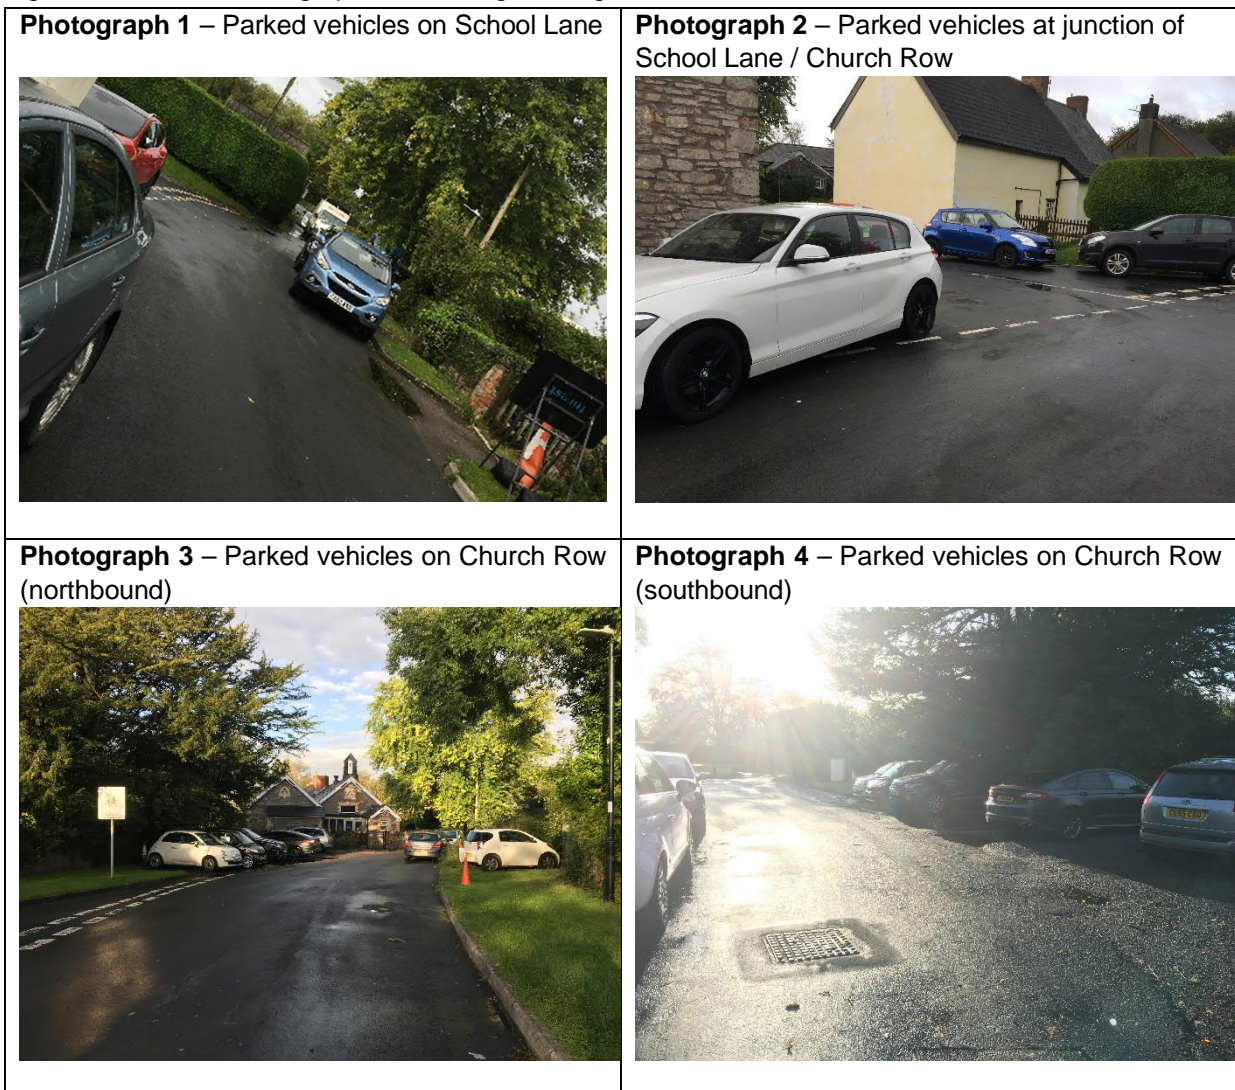 Photograph 1 – Parked vehicles on School Lane
Photograph 2 – Parked vehicles at junction of
School Lane / Church Row
Photograph 3 – Parked vehicles on Church Row
(northbound)
Photograph 4 – Parked vehicles on Church Row
(southbound)